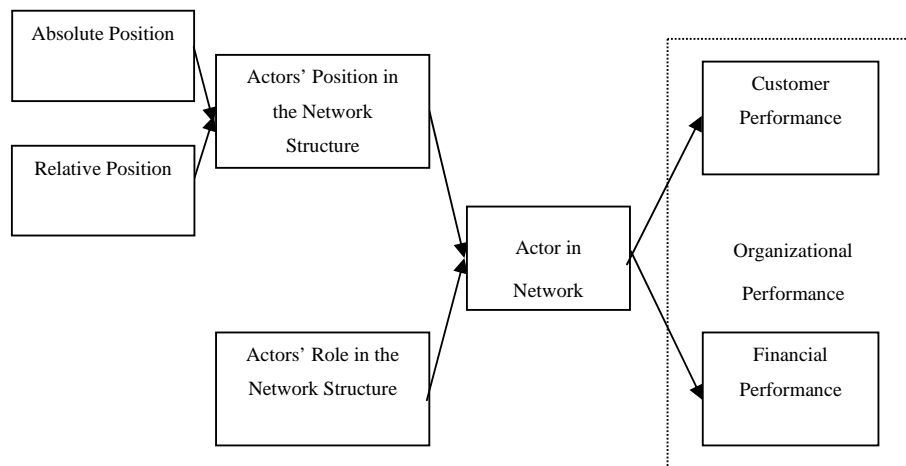 Absolute Position
Relative Position
Actors’ Position in
the Network
Structure
Actors’ Role in the
Network Structure
Actor in
Network
Customer
Performance
Organizational
Performance
Financial
Performance